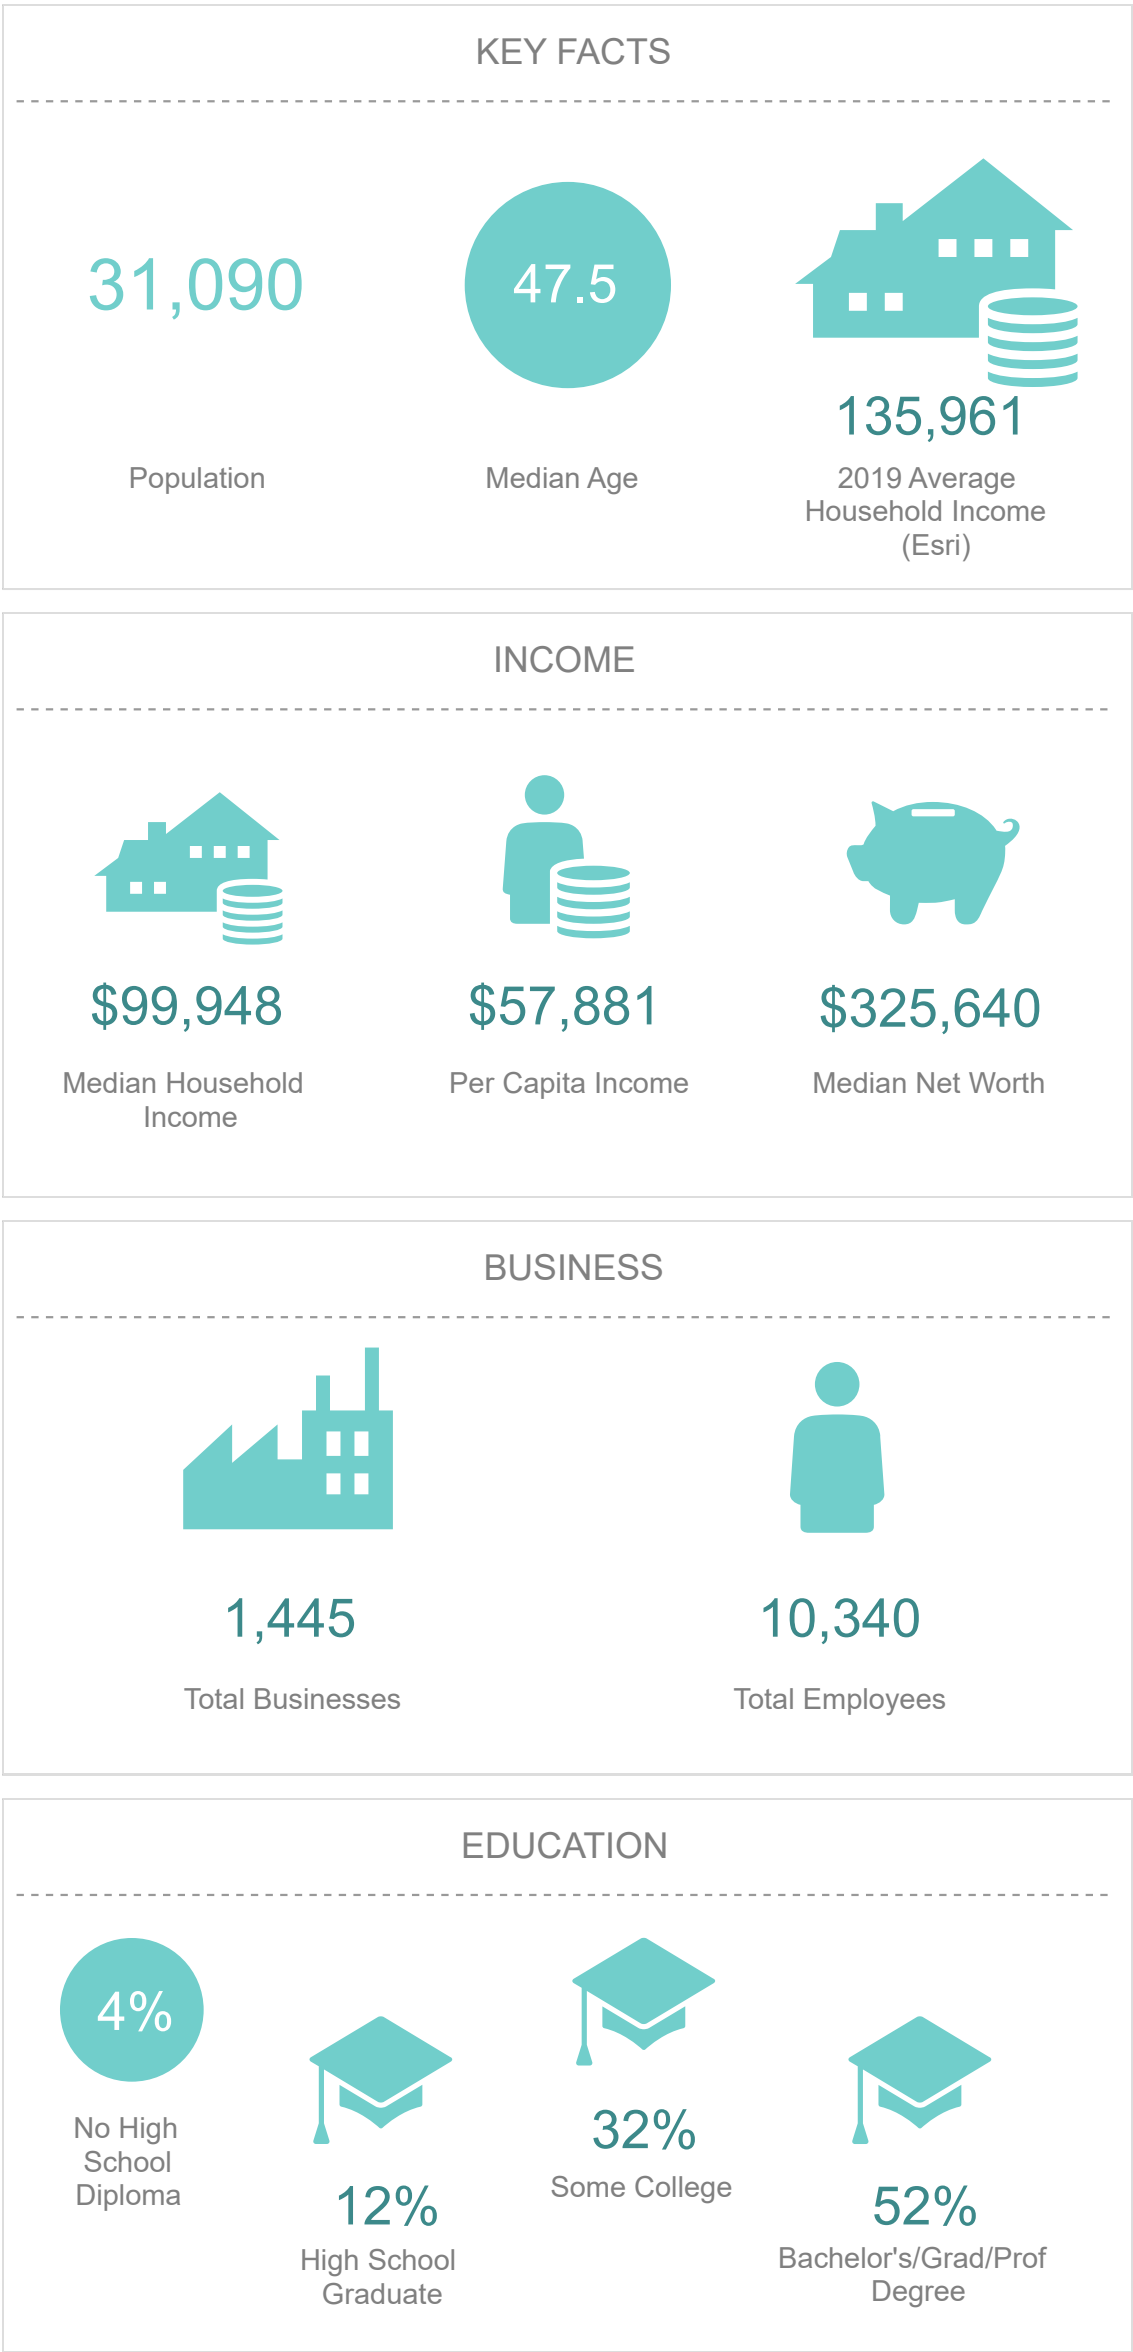 KEY FACTS
31,090
Population
47.5
Median Age
135,961
2019 Average
Household Income
(Esri)
INCOME
$99,948
Median Household
Income
$57,881
Per Capita Income
$325,640
Median Net Worth
BUSINESS
1,445
Total Businesses
10,340
Total Employees
EDUCATION
4%
No High
School
Diploma
12%
High School
Graduate
32%
Some College
52%
Bachelor's/Grad/Prof
Degree